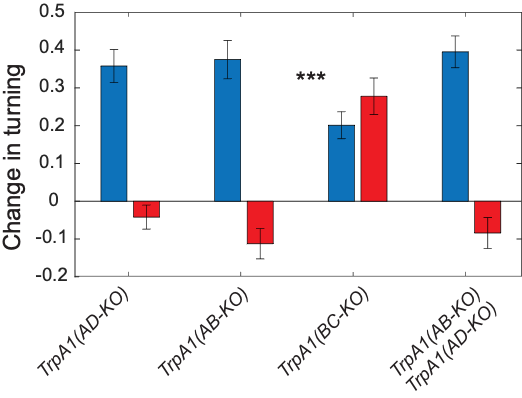 0.5
0.4
0.3
0.2
0.1
0
-0.1
-0.2
Change in turning
***
TrpA1(AD-KO)
TrpA1(AB-KO)
TrpA1(BC-KO)
TrpA1(AB-KO)
TrpA1(AD-KO)